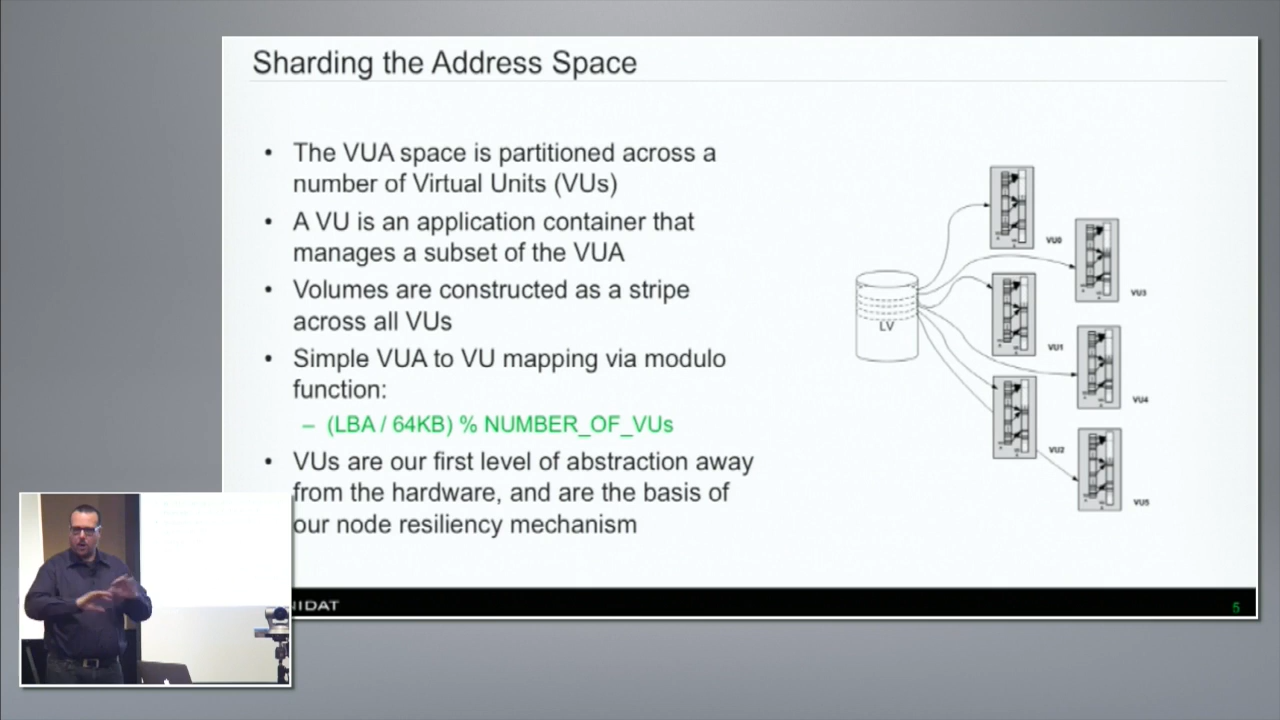 Sharding the Address Space
• The VUA space is partitioned across a
number of Virtual Units (VUs)
• A VU is an application container that
manages a subset of the VUA
• Volumes are constructed as a stripe
across all VUs
• Simple VUA to VU mapping via modulo
function:
– (LBA / 64KB) % NUMBER_OF_VUs
• VUs are our first level of abstraction away
from the hardware, and are the basis of
our node resiliency mechanism
LV
VU0
VU3
VU1
VU4
VU2
VU5
NIDAT
5